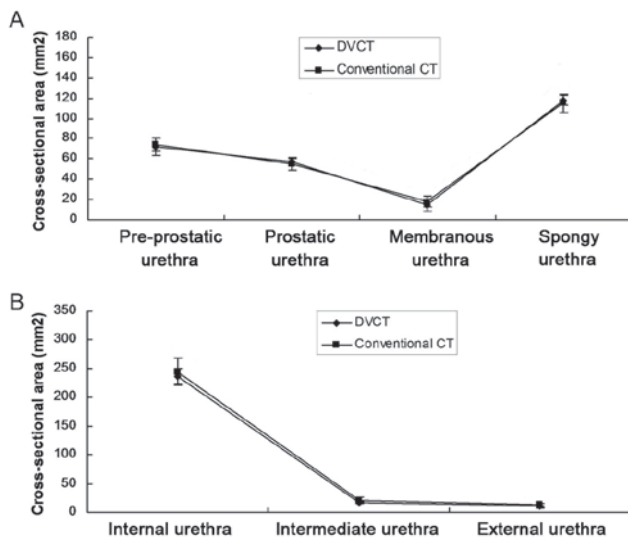 A
Cross-sectional area (mm2)
180
160
140
120
100
80
60
40
20
0
DVCT
Conventional CT
Pre-prostatic
urethra
Prostatic
urethra
Membranous
urethra
Spongy
urethra
B
Cross-sectional area (mm2)
350
300
250
200
150
100
50
0
DVCT
Conventional CT
Internal urethra
Intermediate urethra
External urethra